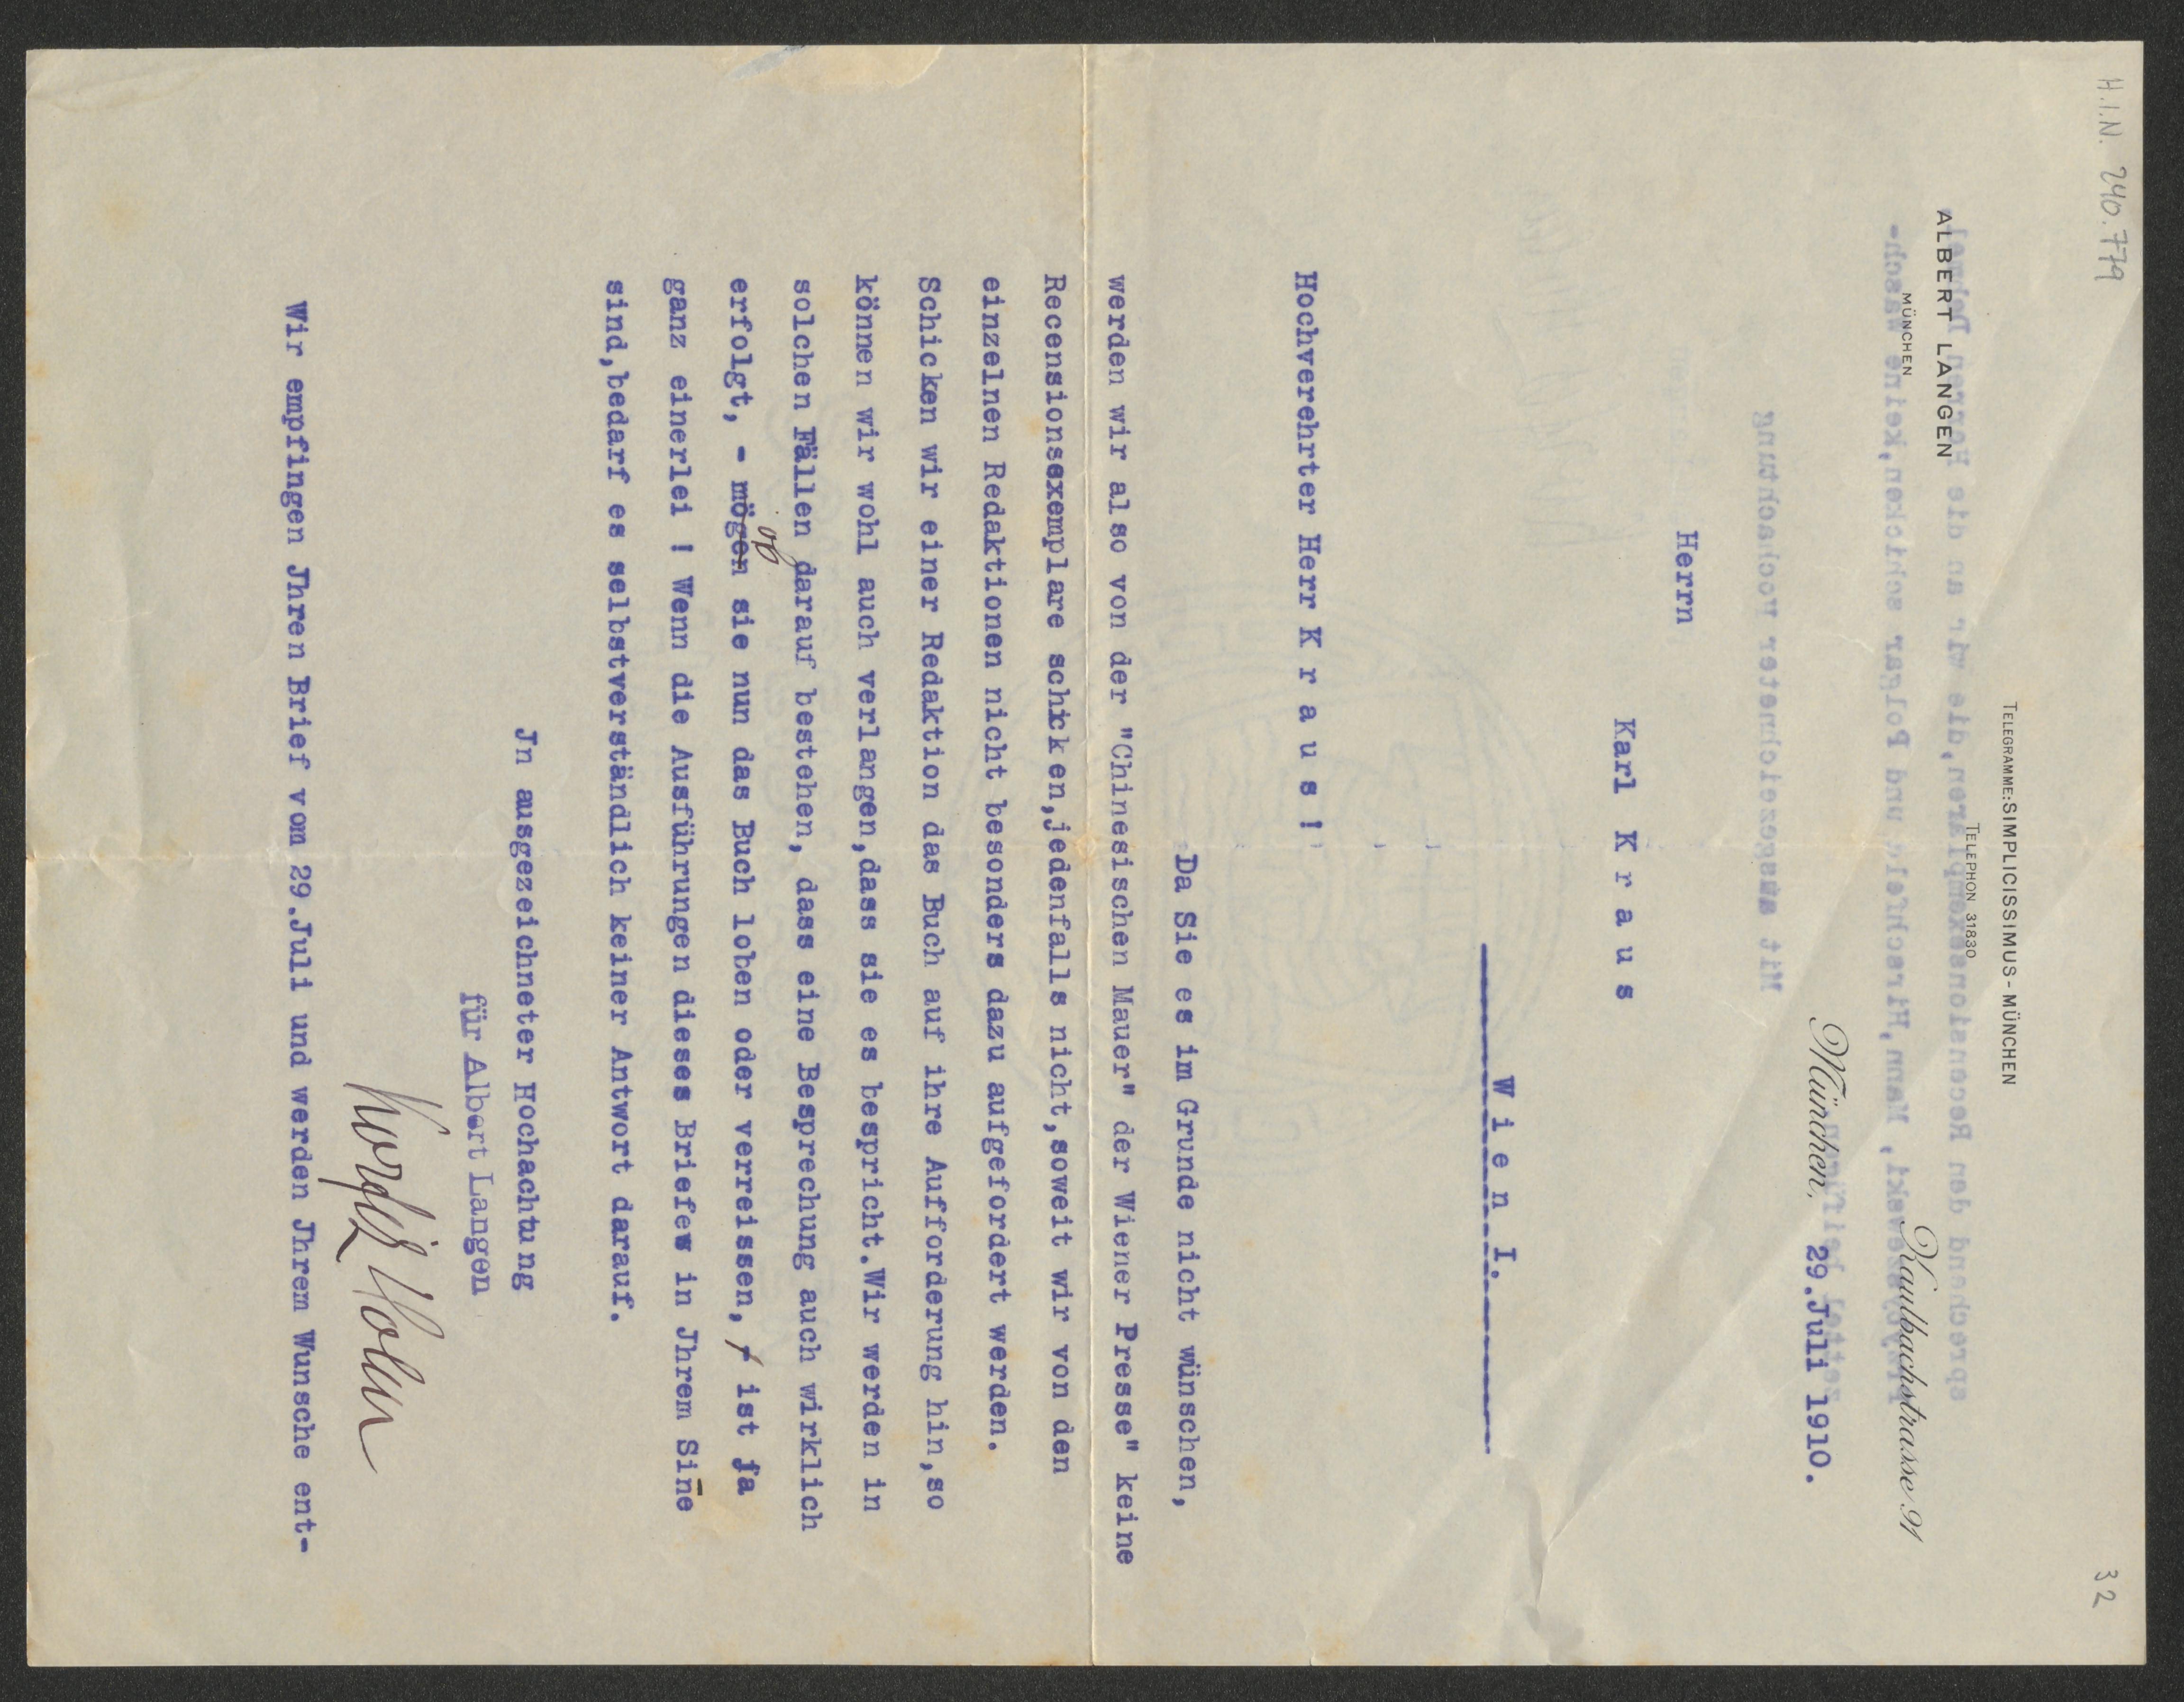 H.I.N. 240.779
32
TELEGRAMME: SIMPLICISSIMUS-MÜNCHEN
TELEPHON 31830
ALBERT LANGEN
MÜNCHEN
Kaulbachstrasse 91
München, 29.Juli 1910.
Herrn
Karl K r a u s
W i e n I.
Hochverehrter Herr K r a u s !
Da Sie es im Grunde nicht wünschen,
werden wir also von der "Chinesischen Mauer" der Wiener Presse" keine
Recensionsexemplare schicken,jedenfalls nicht,soweit wir von den
einzelnen Redaktionen nicht besonders dazu aufgefordert werden.
Schicken wir einer Redaktion das Buch auf ihre Aufforderung hin,so
können wir wohl auch verlangen,dass sie es bespricht.Wir werden in
solchen Fällen darauf bestehen, dass eine Besprechung auch wirklich
erfolgt, - mögen ob sie nun das Buch loben oder verreissen, - ist ja
ganz einerlei ! Wenn die Ausführungen dieses Briefew in Jhrem Sine
sind,bedarf es selbstverständlich keiner Antwort darauf.
Jn ausgezeichneter Hochachtung
für Albert Langen
Korfiz Holm
Wir empfingen Jhren Brief vom 29.Juli und werden Jhrem Wunsche ent-